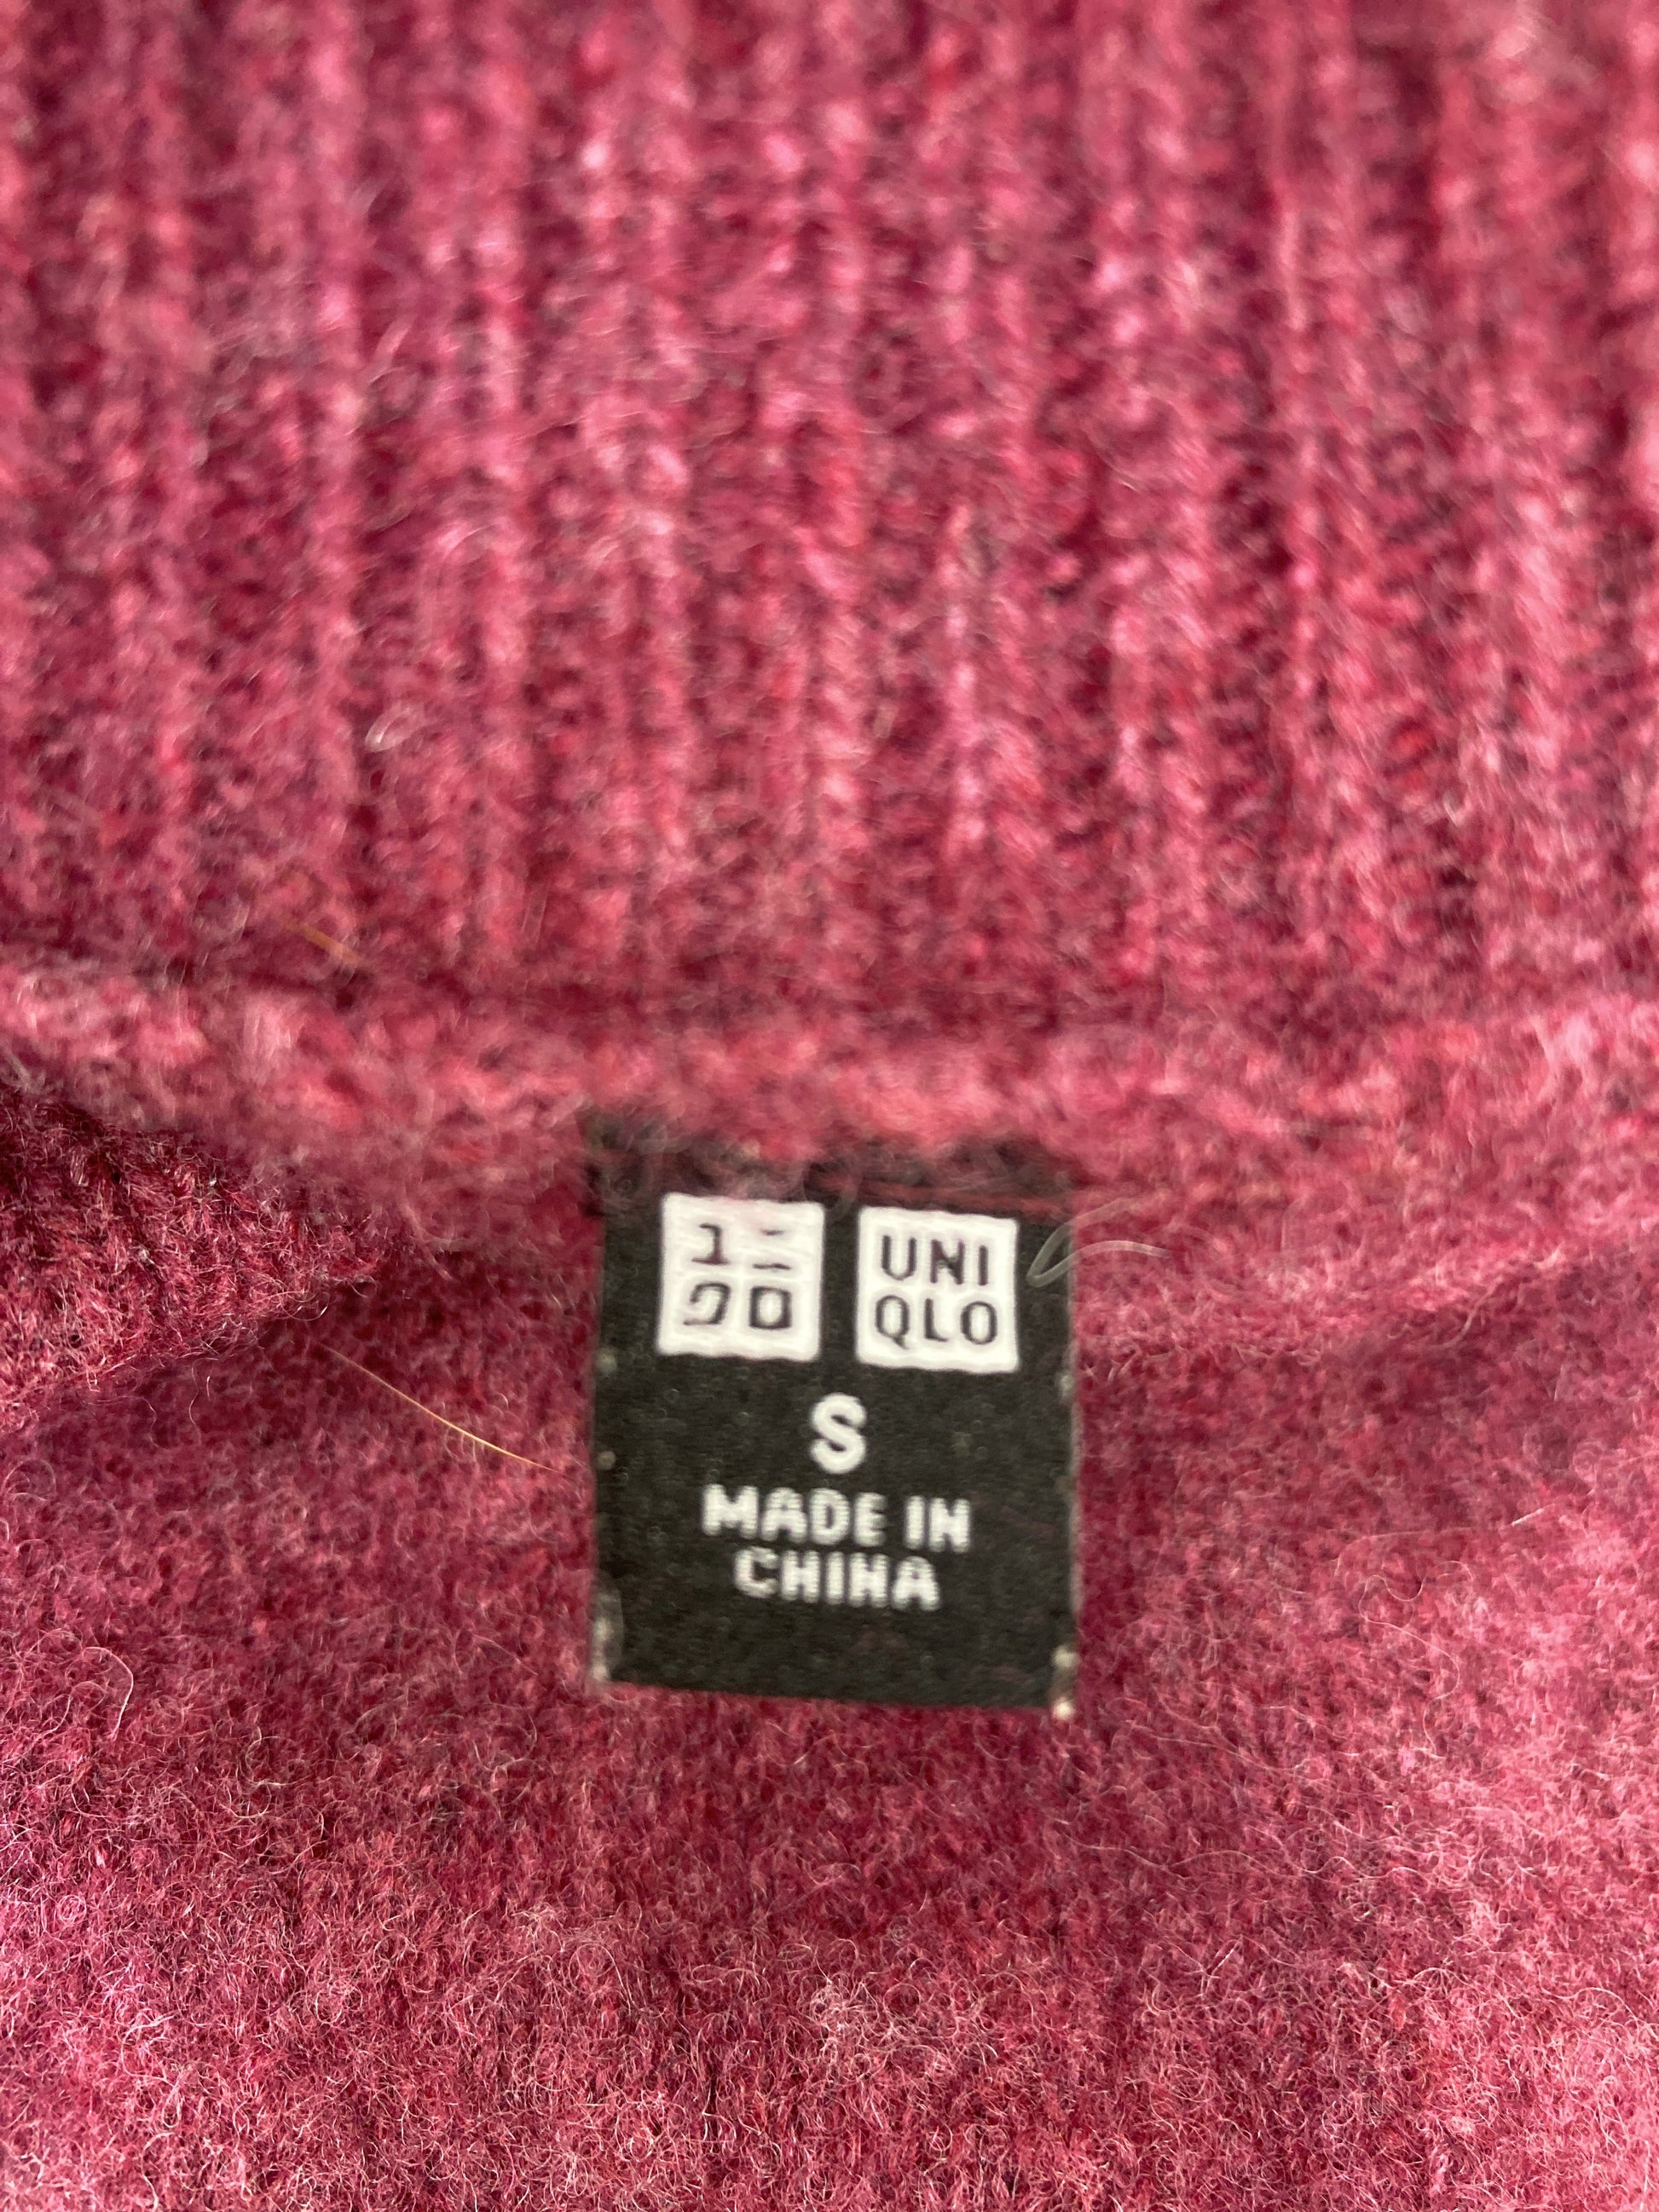 ユニ UNI
クロ QLO
S
MADE IN
CHINA